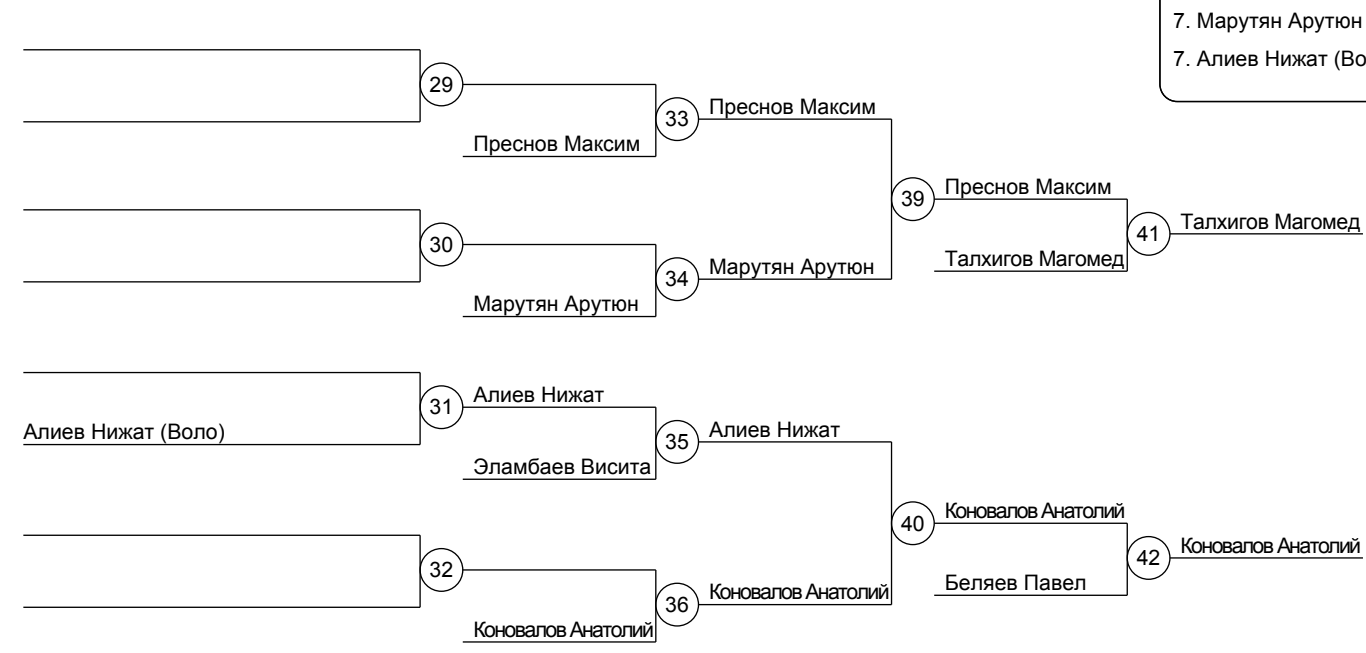 7. Марутян Арутюн
7. Алиев Нижат (Во
29
Преснов Максим
33
Преснов Максим
30
Марутян Арутюн
34
Марутян Арутюн
39
Преснов Максим
Талхигов Магомед
41
Талхигов Магомед
Алиев Нижат (Воло)
31
Алиев Нижат
Эламбаев Висита
35
Алиев Нижат
32
Коновалов Анатолий
36
Коновалов Анатолий
40
Коновалов Анатолий
Беляев Павел
42
Коновалов Анатолий